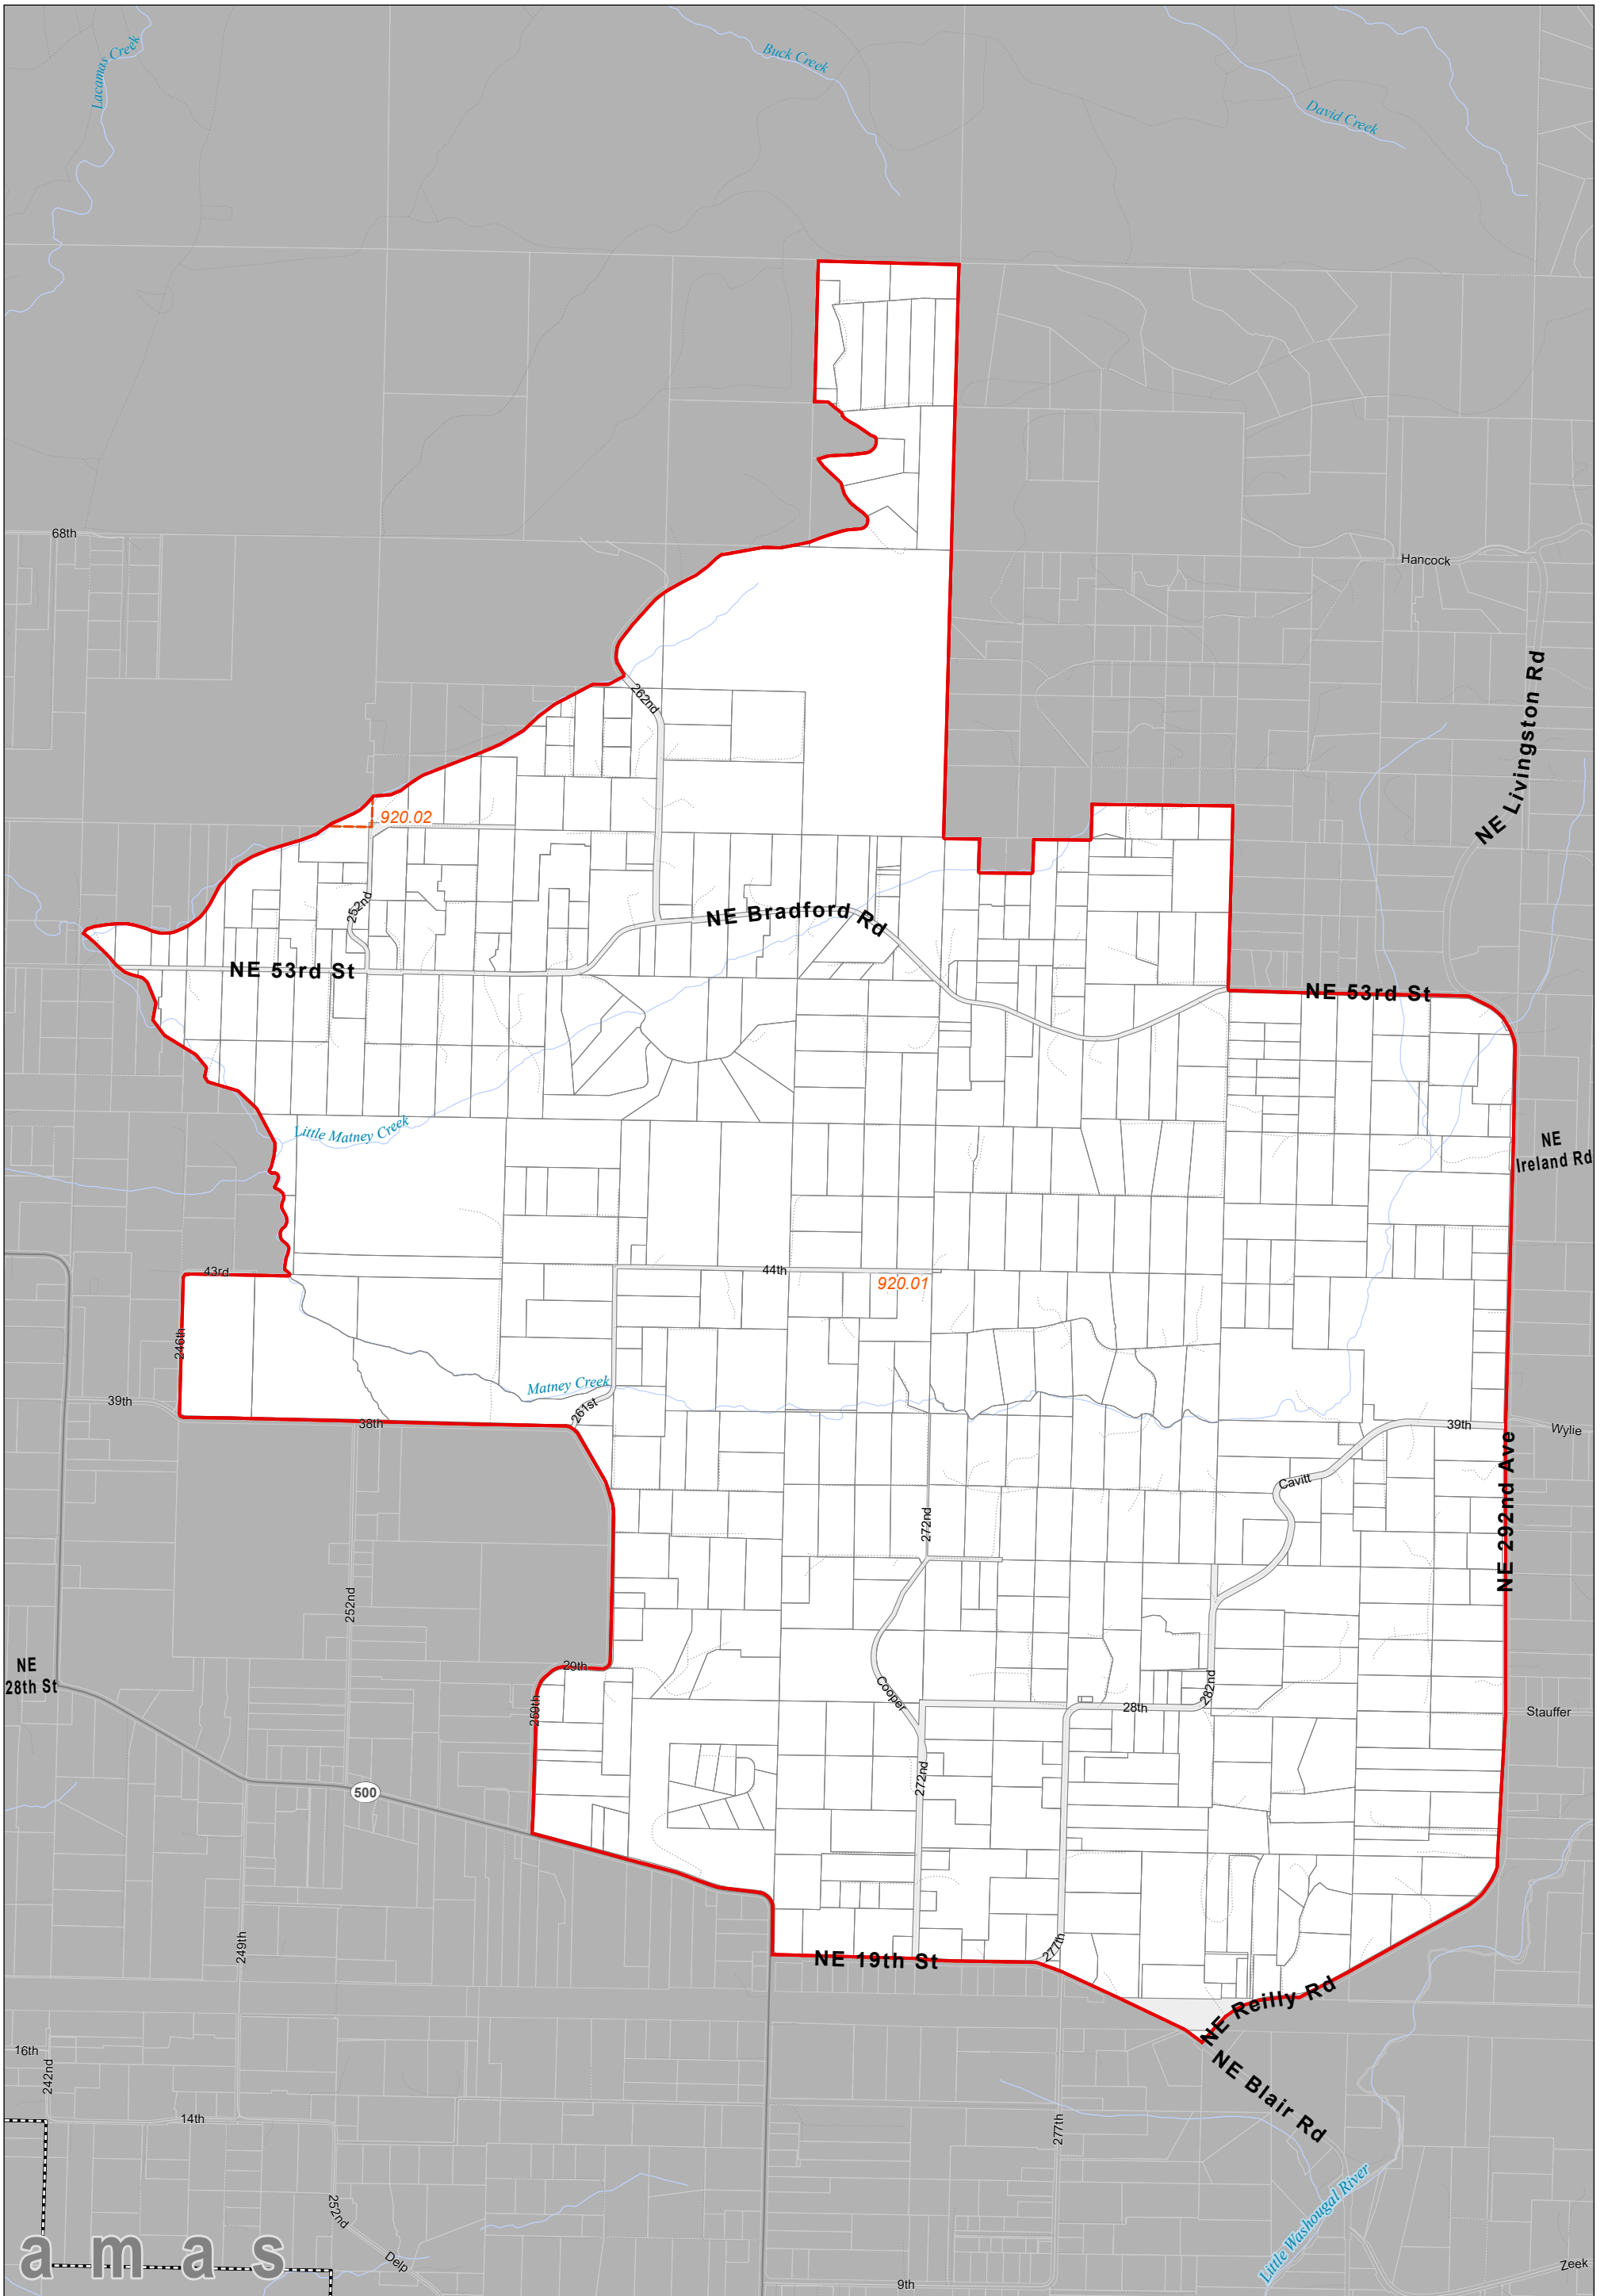 Lacamas Creek
Buck Creek
David Creek
68th
Hancock
NE Livingston Rd
262nd
920.02
252nd
NE Bradford Rd
NE 53rd St
NE 53rd St
Little Matney Creek
NE
Ireland Rd
43rd
44th
920.01
246th
Matney Creek
261st
39th
38th
39th
Wylie
Cavitt
NE 292nd Ave
272nd
252nd
29th
NE
28th St
259th
Cooper
282nd
28th
Stauffer
272nd
500
249th
277th
NE 19th St
NE Reilly Rd
16th
242nd
NE Blair Rd
14th
277th
Little Washougal River
252nd
Delp
amas
9th
Zeek